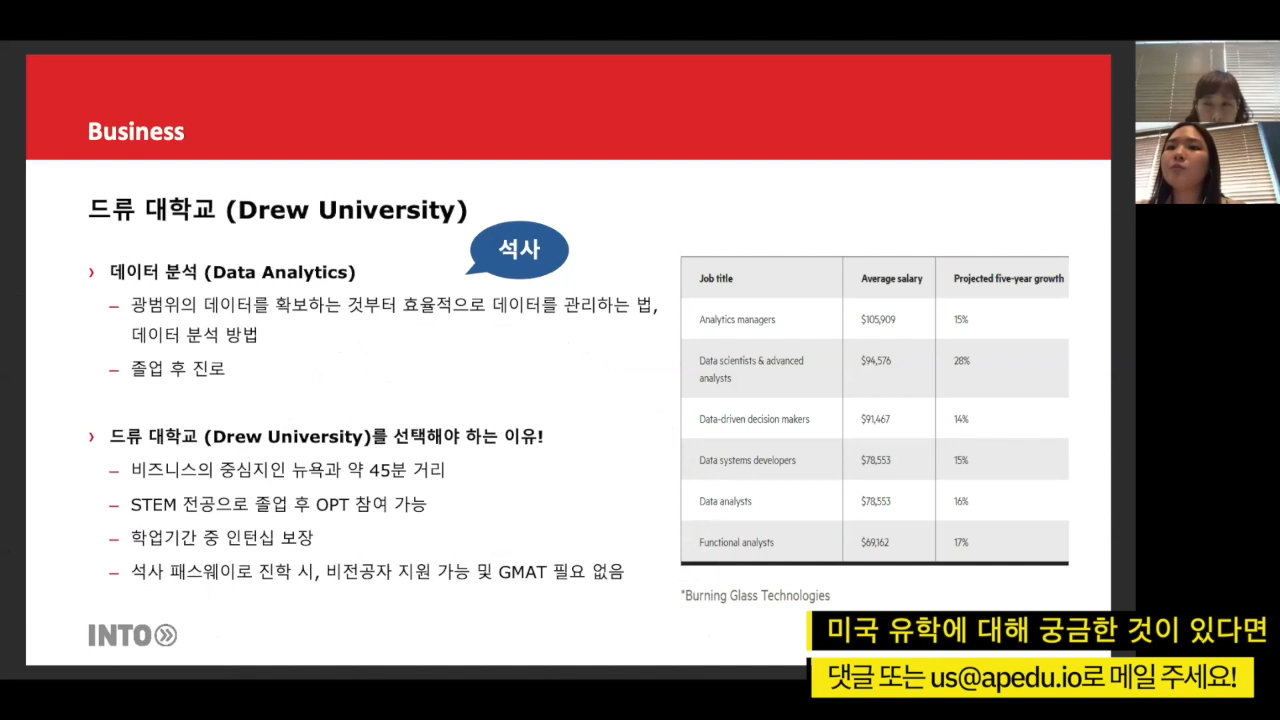 Business
드류 대학교 (Drew University)
석사
› 데이터 분석 (Data Analytics)
– 광범위의 데이터를 확보하는 것부터 효율적으로 데이터를 관리하는 법,
데이터 분석 방법
– 졸업 후 진로
› 드류 대학교 (Drew University)를 선택해야 하는 이유!
– 비즈니스의 중심지인 뉴욕과 약 45분 거리
– STEM 전공으로 졸업 후 OPT 참여 가능
– 학업기간 중 인턴십 보장
– 석사 패스웨이로 진학 시, 비전공자 지원 가능 및 GMAT 필요 없음
Job title Average salary Projected five-year growth
Analytics managers $105,909 15%
Data scientists & advanced $94,576 28%
analysts
Data-driven decision makers $91,467 14%
Data systems developers $78,553 15%
Data analysts $78,553 16%
Functional analysts $69,162 17%
*Burning Glass Technologies
INTO
미국 유학에 대해 궁금한 것이 있다면
댓글 또는 us@apedu.io로 메일 주세요!